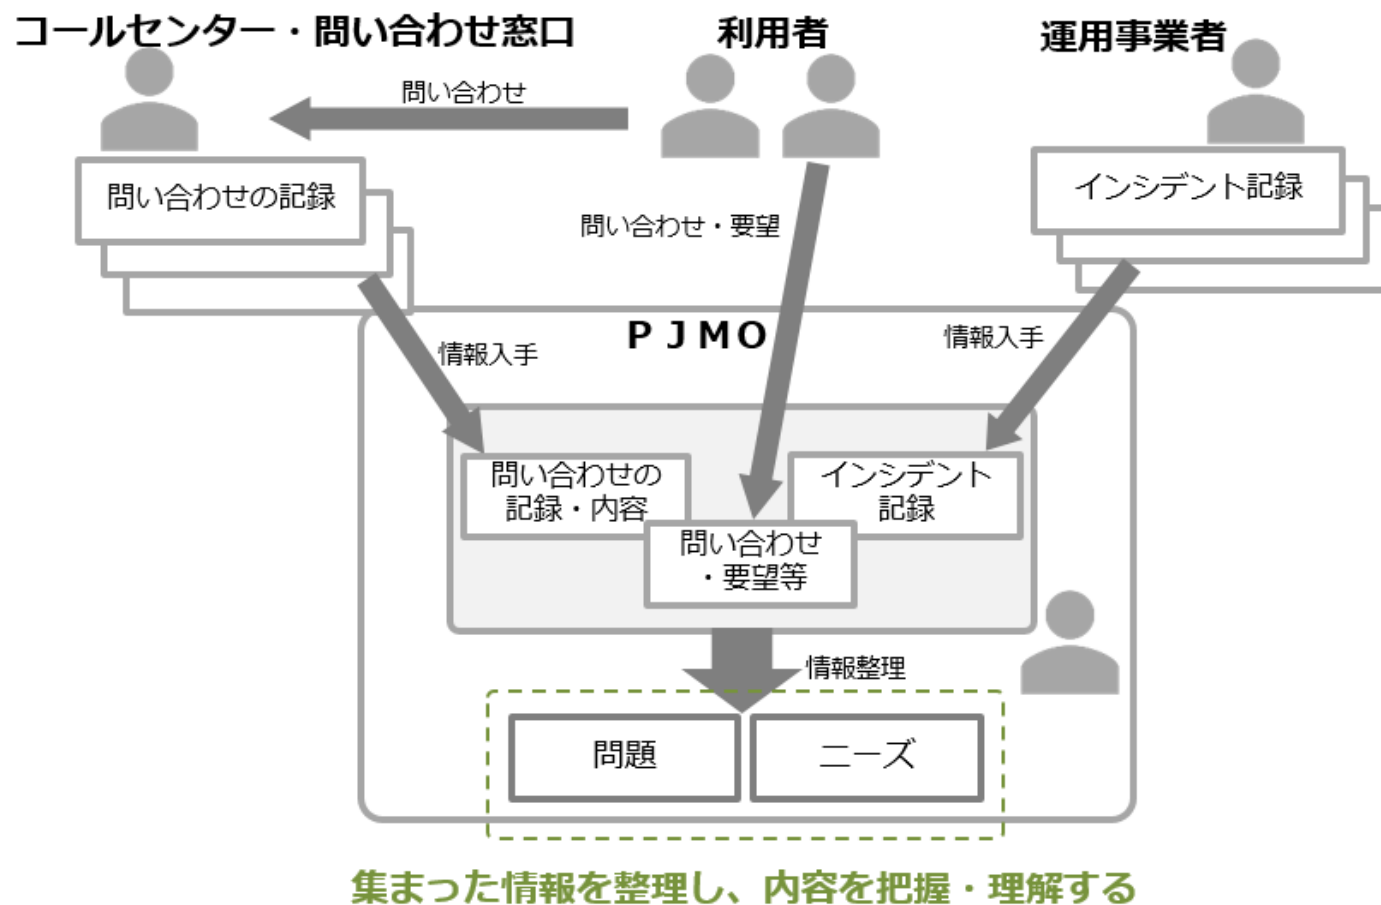 コールセンター・問い合わせ窓口
利用者
運用事業者
問い合わせ
問い合わせの記録
インシデント記録
問い合わせ・要望
ＰＪＭＯ
情報入手
情報入手
問い合わせの
記録・内容
インシデント
記録
問い合わせ
・要望等
情報整理
問題
ニーズ
集まった情報を整理し、内容を把握・理解する